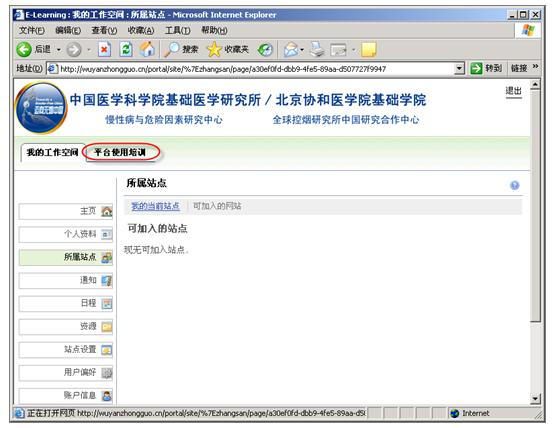 E-Learning : 我的工作空间 : 所属站点 - Microsoft Internet Explorer
文件(F) 编辑(E) 查看(V) 收藏(A) 工具(T) 帮助(H)
后退 搜索 收藏夹
地址(D) http://wuyanzhongguo.cn/portal/site/%7Ezhangsan/page/a30ef0fd-dbb9-4fe5-89aa-d507727f9947 转到 链接 »
中国医学科学院基础医学研究所 / 北京协和医学院基础学院
退出
慢性病与危险因素研究中心 全球控烟研究所中国研究合作中心
我的工作空间 平台使用培训
所属站点
我的当前站点 可加入的网站
可加入的站点
现无可加入站点.
主页
个人资料
所属站点
通知
日程
资源
站点设置
用户偏好
账户信息
正在打开网页 http://wuyanzhongguo.cn/portal/site/%7Ezhangsan/page/a30ef0fd-dbb9-4fe5-89aa-d5 Internet